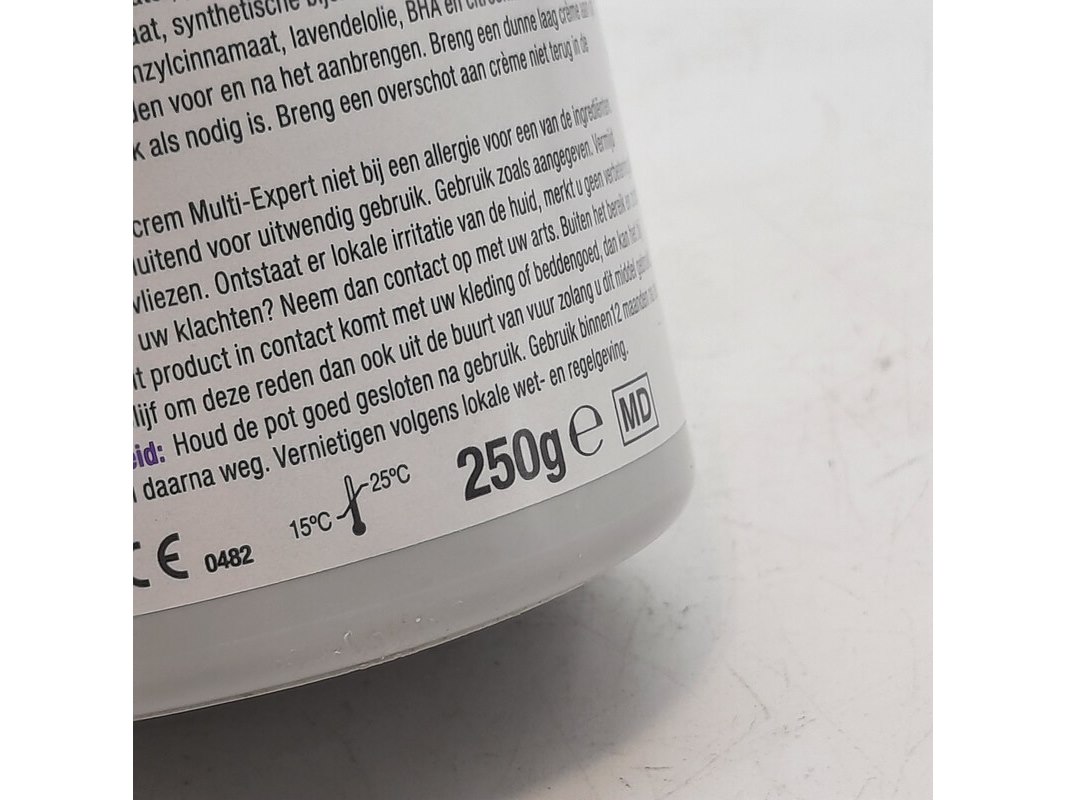 aat, synthetische
nzylcinnamaat, lavendelolie, BHA en
den voor en na het aanbrengen. Breng een dunne laag crème
k als nodig is. Breng een overschot aan crème niet terug in de
crem Multi-Expert niet bij een allergie voor een van de ingrediënten.
luitend voor uitwendig gebruik. Gebruik zoals aangegeven. Vermijd
vliezen. Ontstaat er lokale irritatie van de huid, merkt u geen
uw klachten? Neem dan contact op met uw arts. Buiten het bereik en
it product in contact komt met uw kleding of beddengoed, dan kan het
lijf om deze reden dan ook uit de buurt van vuur zolang u dit middel
eid: Houd de pot goed gesloten na gebruik. Gebruik binnen12 maanden
daarna weg. Vernietigen volgens lokale wet- en regelgeving.
15°C 25°C 250g ℮ MD
CE 0482